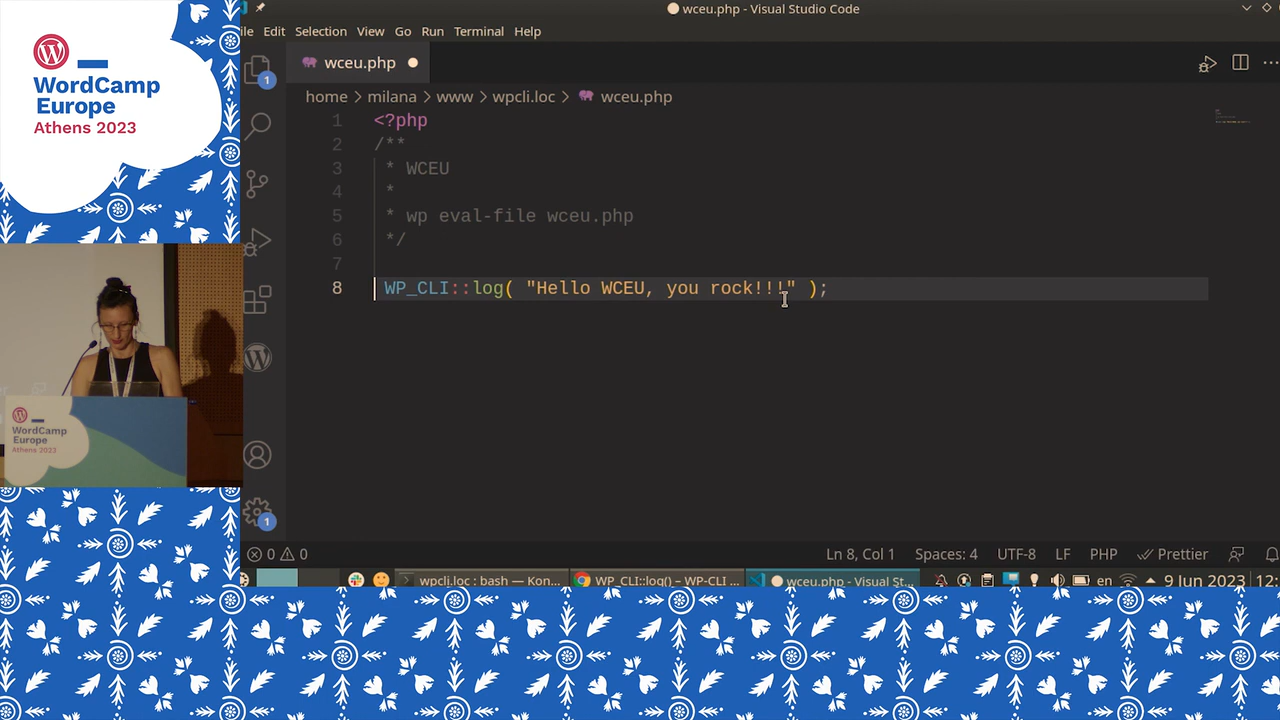 WordCamp
Europe
Athens 2023
wceu.php - Visual Studio Code
ile Edit Selection View Go Run Terminal Help
1
wceu.php
home > milana > www > wpcli.loc > wceu.php
1 <?php
2 /**
3 * WCEU
4 *
5 * wp eval-file wceu.php
6 */
7
8 WP_CLI::log( "Hello WCEU, you rock!!!" );
WordCamp
Europe
Athens 2023
1
0 0
Ln 8, Col 1 Spaces: 4 UTF-8 LF PHP Prettier
wpcli.loc : bash — Kon... WP_CLI::log() – WP-CLI ... wceu.php - Visual St... en 9 Jun 2023 12: